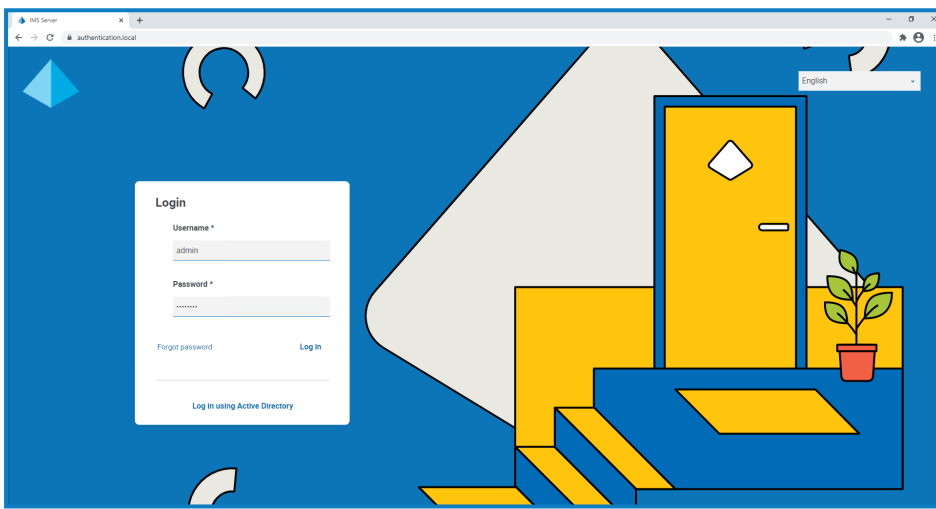 IMS Server
authentication.local
English
Login
Username *
admin
Password *
••••••••
Forgot password
Log in
Log in using Active Directory